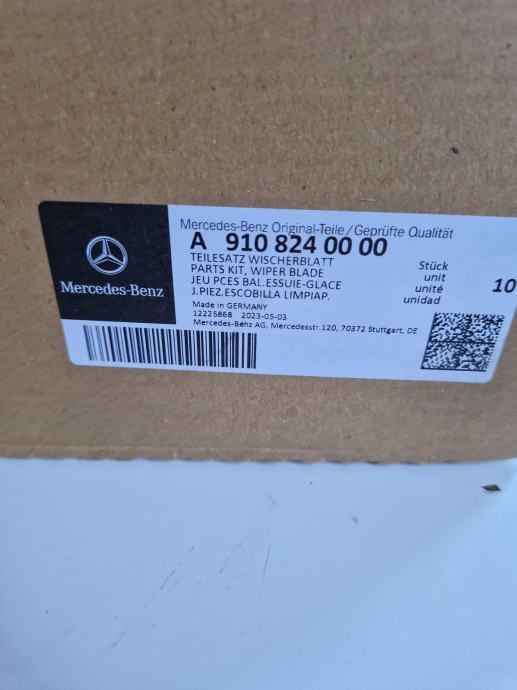 Mercedes-Benz
Mercedes-Benz Original-Teile/Geprüfte Qualität
A 910 824 00 00
TEILESATZ WISCHERBLATT
PARTS KIT, WIPER BLADE
JEU PCES BAL.ESSUIE-GLACE
J.PIEZ.ESCOBILLA LIMPIAP.
Stück
unit
unité
unidad
10
Made in GERMANY
12225868 2023-05-03
Mercedes-Benz AG, Mercedesstr.120, 70372 Stuttgart, DE